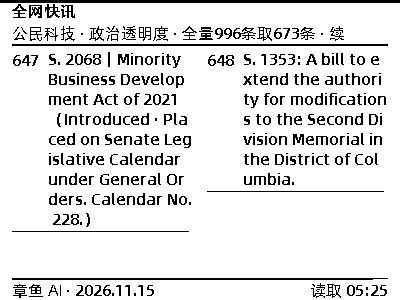 全网快讯
公民科技 · 政治透明度 · 全量996条取673条 · 续
647 S. 2068 | Minority
Business Develop
ment Act of 2021
（Introduced · Pla
ced on Senate Leg
islative Calendar
under General Or
ders. Calendar No.
228.)
648 S. 1353: A bill to e
xtend the authori
ty for modification
s to the Second Di
vision Memorial in
the District of Col
umbia.
章鱼 AI · 2026.11.15
读取 05:25